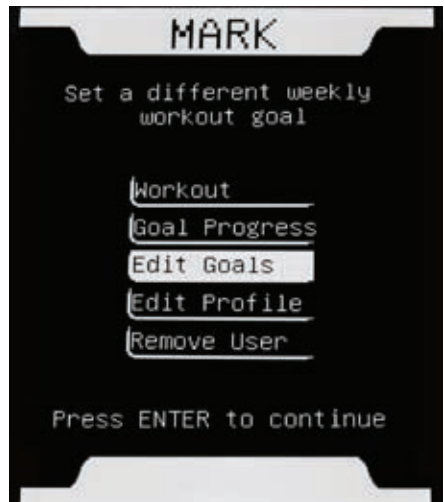 MARK
Set a different weekly
workout goal
Workout
Goal Progress
Edit Goals
Edit Profile
Remove User
Press ENTER to continue